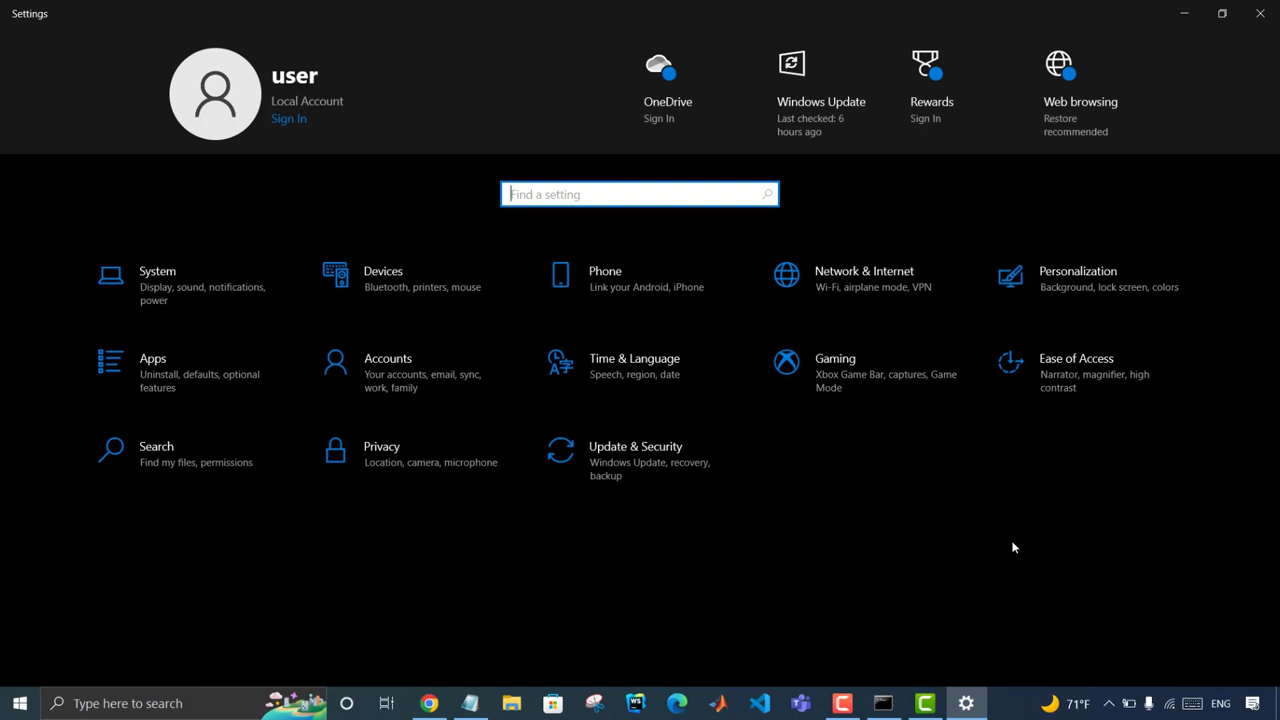 Settings
user
Local Account
Sign In
OneDrive
Sign In
Windows Update
Last checked: 6
hours ago
Rewards
Sign In
Web browsing
Restore
recommended
Find a setting
System
Display, sound, notifications,
power
Devices
Bluetooth, printers, mouse
Phone
Link your Android, iPhone
Network & Internet
Wi-Fi, airplane mode, VPN
Personalization
Background, lock screen, colors
Apps
Uninstall, defaults, optional
features
Accounts
Your accounts, email, sync,
work, family
Time & Language
Speech, region, date
Gaming
Xbox Game Bar, captures, Game
Mode
Ease of Access
Narrator, magnifier, high
contrast
Search
Find my files, permissions
Privacy
Location, camera, microphone
Update & Security
Windows Update, recovery,
backup
Type here to search
WS
71°F
ENG